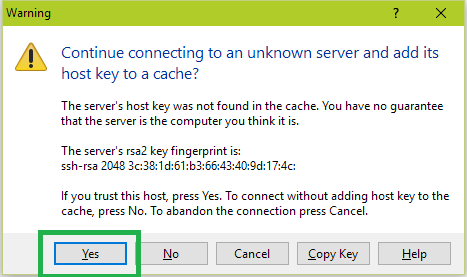 Warning
Continue connecting to an unknown server and add its
host key to a cache?
The server's host key was not found in the cache. You have no guarantee
that the server is the computer you think it is.
The server's rsa2 key fingerprint is:
ssh-rsa 2048 3c:38:1d:61:b3:66:43:40:9d:17:4c:
If you trust this host, press Yes. To connect without adding host key to the
cache, press No. To abandon the connection press Cancel.
Yes No Cancel Copy Key Help